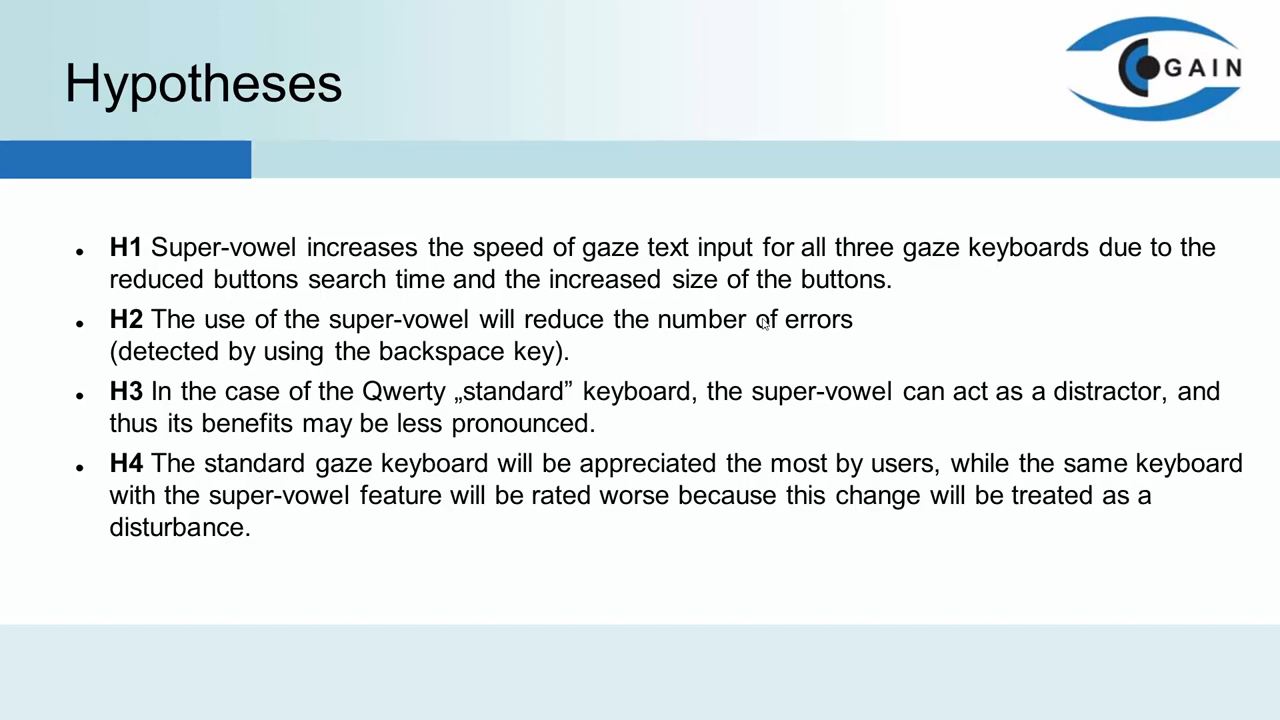 Hypotheses
GAIN
• H1 Super-vowel increases the speed of gaze text input for all three gaze keyboards due to the
reduced buttons search time and the increased size of the buttons.
• H2 The use of the super-vowel will reduce the number of errors
(detected by using the backspace key).
• H3 In the case of the Qwerty „standard” keyboard, the super-vowel can act as a distractor, and
thus its benefits may be less pronounced.
• H4 The standard gaze keyboard will be appreciated the most by users, while the same keyboard
with the super-vowel feature will be rated worse because this change will be treated as a
disturbance.